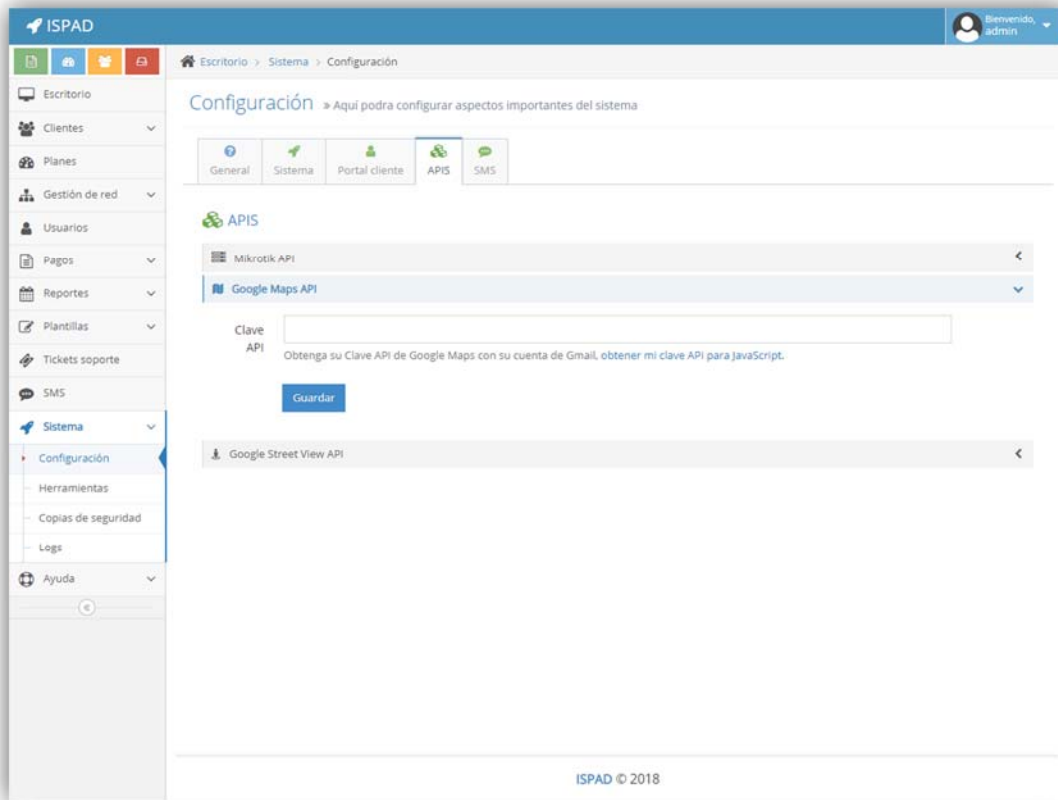 ISPAD
Bienvenido,
admin
Escritorio > Sistema > Configuración
Escritorio
Clientes
Planes
Gestión de red
Usuarios
Pagos
Reportes
Plantillas
Tickets soporte
SMS
Sistema
Configuración
Herramientas
Copias de seguridad
Logs
Ayuda
Configuración » Aquí podra configurar aspectos importantes del sistema
General Sistema Portal cliente APIS SMS
APIS
Mikrotik API
Google Maps API
Clave
API
Obtenga su Clave API de Google Maps con su cuenta de Gmail, obtener mi clave API para JavaScript.
Guardar
Google Street View API
ISPAD © 2018